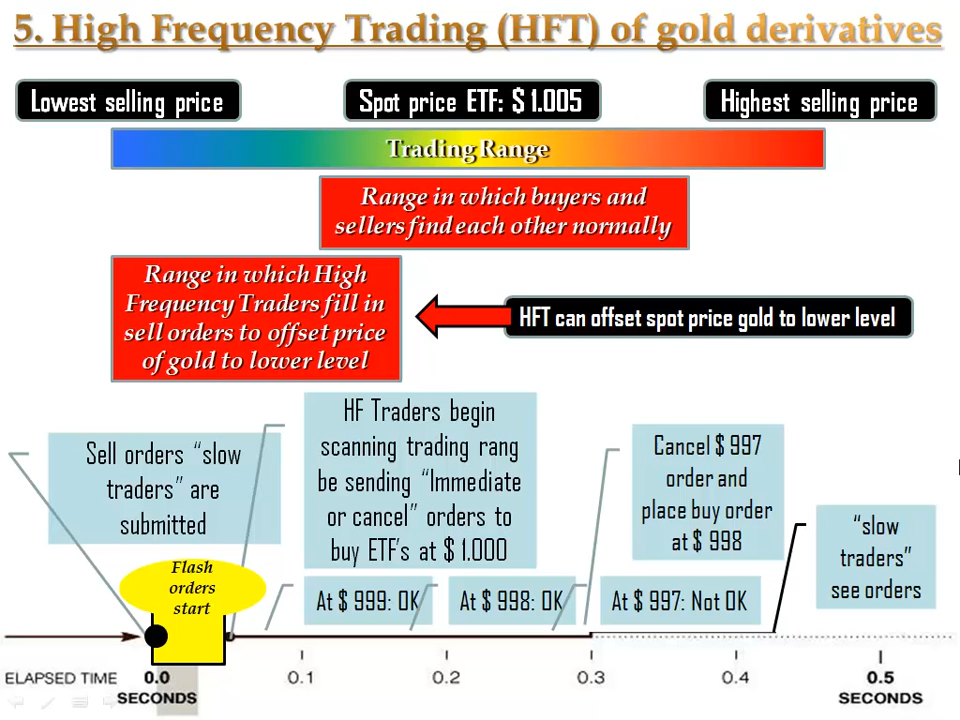 5. High Frequency Trading (HFT) of gold derivatives
Lowest selling price
Spot price ETF: $ 1.005
Highest selling price
Trading Range
Range in which buyers and
sellers find each other normally
Range in which High
Frequency Traders fill in
sell orders to offset price
of gold to lower level
HFT can offset spot price gold to lower level
Sell orders “slow
traders” are
submitted
HF Traders begin
scanning trading rang
be sending “Immediate
or cancel” orders to
buy ETF's at $ 1.000
Cancel $ 997
order and
place buy order
at $ 998
“slow
traders”
see orders
Flash
orders
start
At $ 999: OK
At $ 998: OK
At $ 997: Not OK
ELAPSED TIME
0.0
SECONDS
0.1
0.2
0.3
0.4
0.5
SECONDS